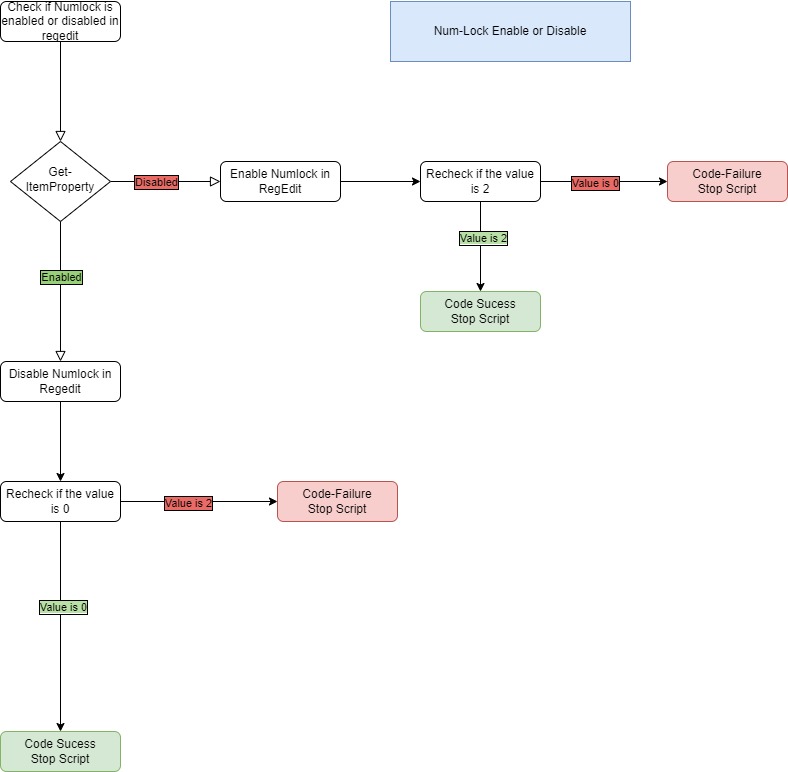 Check if Numlock is
enabled or disabled in
regedit
Num-Lock Enable or Disable
Get-
ItemProperty
Disabled
Enable Numlock in
RegEdit
Recheck if the value
is 2
Value is 0
Code-Failure
Stop Script
Value is 2
Code Sucess
Stop Script
Enabled
Disable Numlock in
Regedit
Recheck if the value
is 0
Value is 2
Code-Failure
Stop Script
Value is 0
Code Sucess
Stop Script